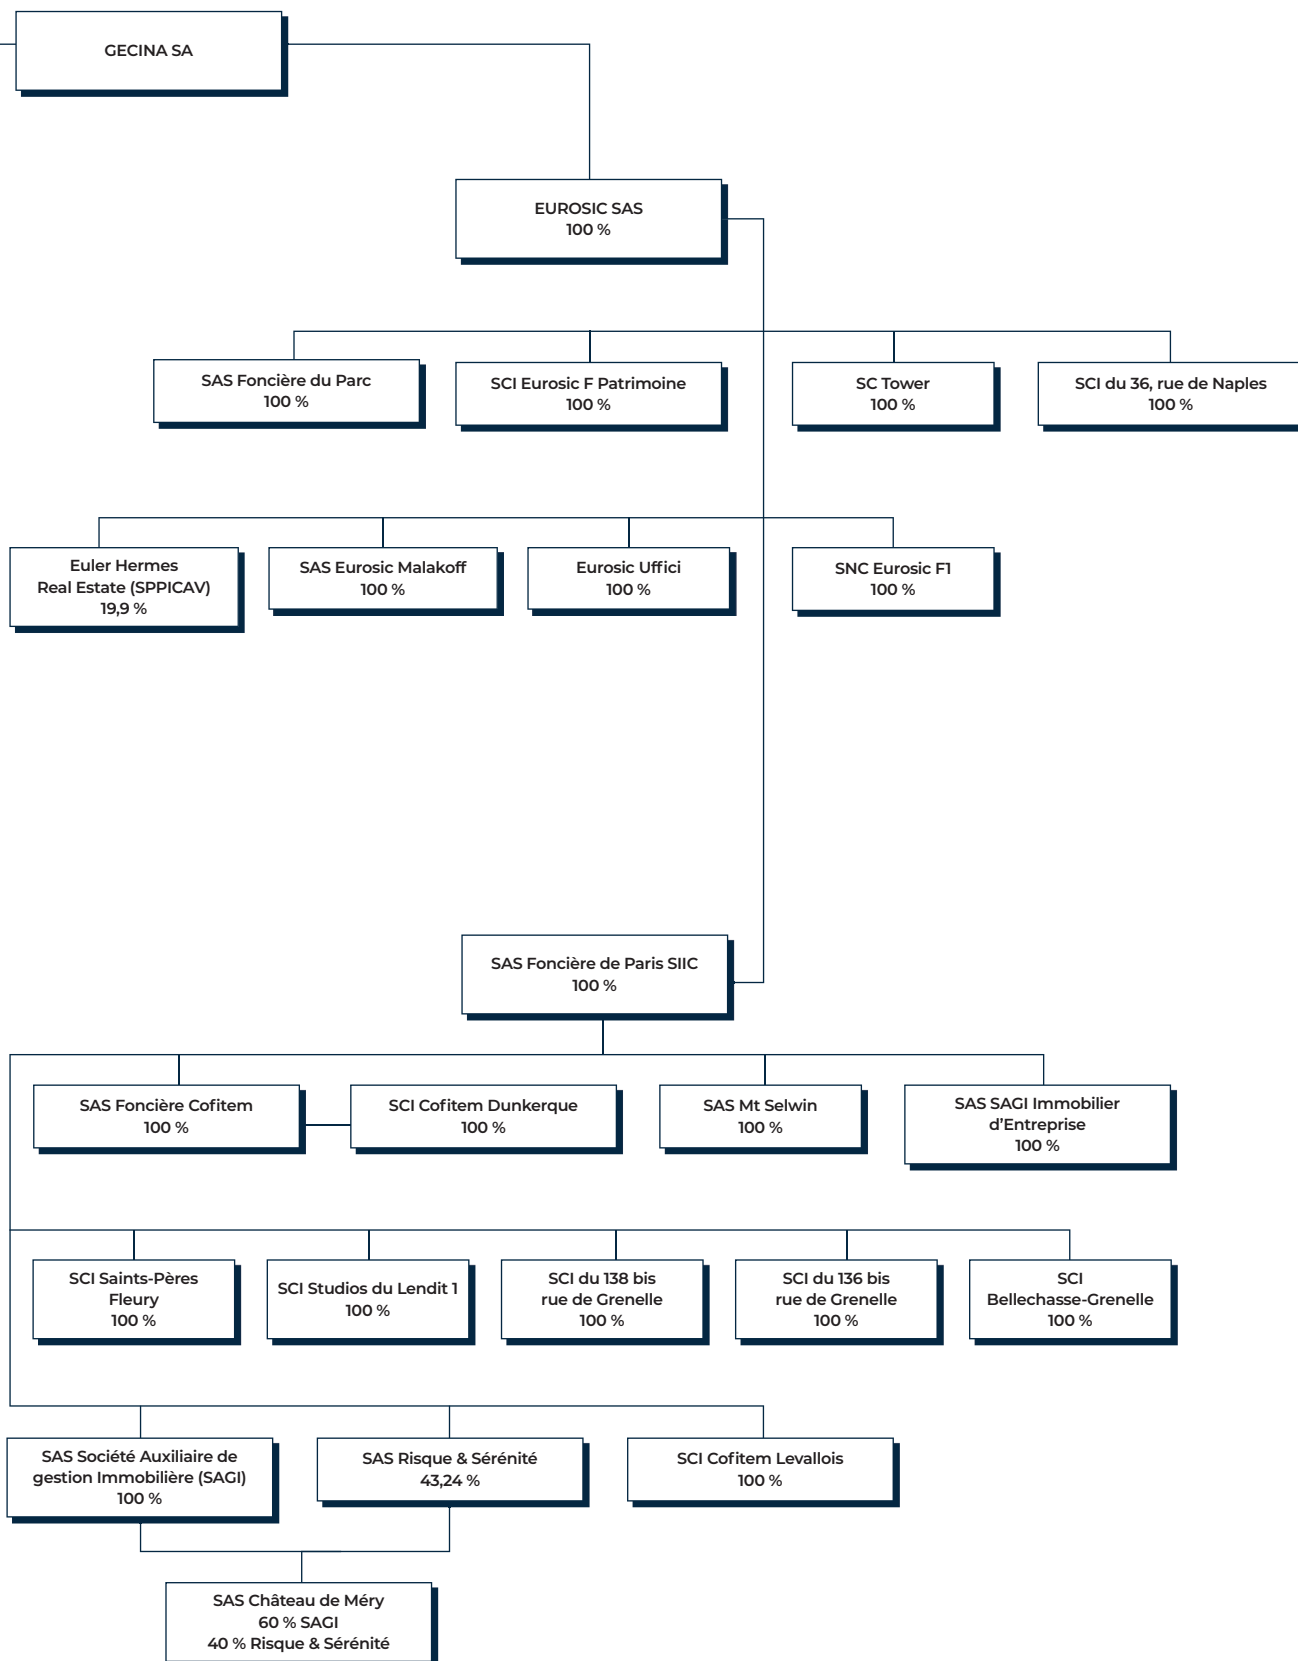 GECINA SA
EUROSIC SAS
100 %
SAS Foncière du Parc
100 %
SCI Eurosic F Patrimoine
100 %
SC Tower
100 %
SCI du 36, rue de Naples
100 %
Euler Hermes
Real Estate (SPPICAV)
19,9 %
SAS Eurosic Malakoff
100 %
Eurosic Uffici
100 %
SNC Eurosic F1
100 %
SAS Foncière de Paris SIIC
100 %
SAS Foncière Cofitem
100 %
SCI Cofitem Dunkerque
100 %
SAS Mt Selwin
100 %
SAS SAGI Immobilier
d’Entreprise
100 %
SCI Saints-Pères
Fleury
100 %
SCI Studios du Lendit 1
100 %
SCI du 138 bis
rue de Grenelle
100 %
SCI du 136 bis
rue de Grenelle
100 %
SCI
Bellechasse-Grenelle
100 %
SAS Société Auxiliaire de
gestion Immobilière (SAGI)
100 %
SAS Risque & Sérénité
43,24 %
SCI Cofitem Levallois
100 %
SAS Château de Méry
60 % SAGI
40 % Risque & Sérénité